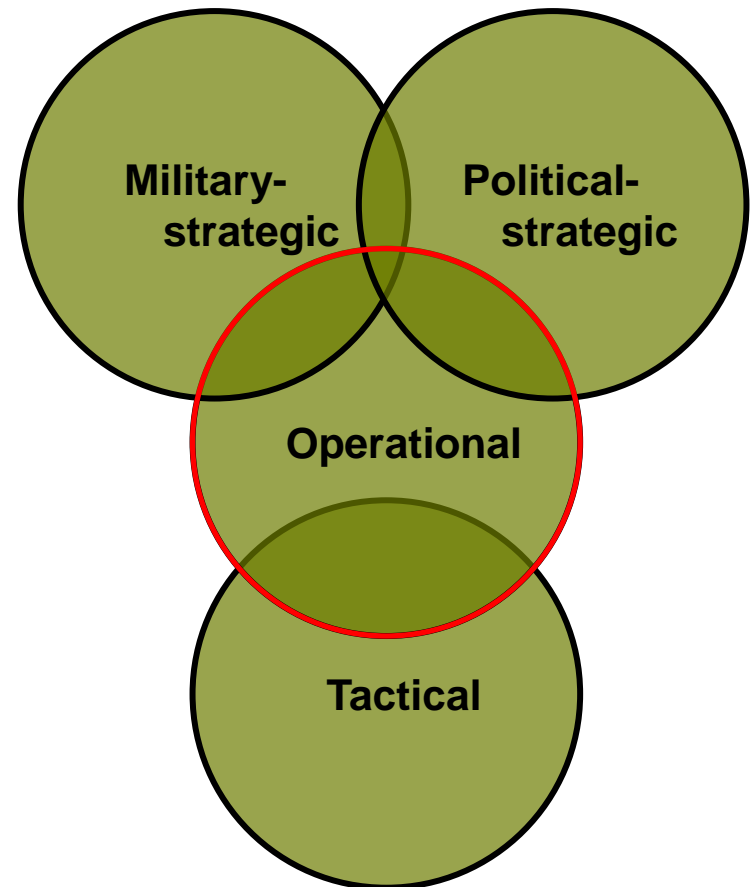 Military-
strategic
Political-
strategic
Operational
Tactical